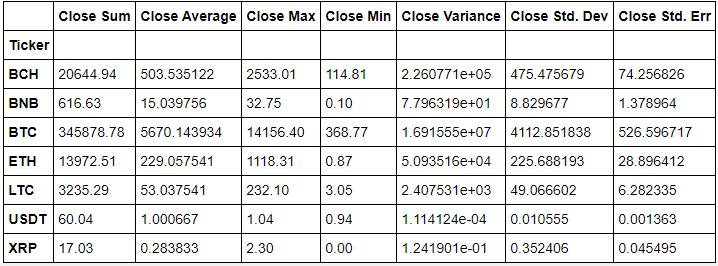 Close Sum Close Average Close Max Close Min Close Variance Close Std. Dev Close Std. Err
Ticker
BCH 20644.94 503.535122 2533.01 114.81 2.260771e+05 475.475679 74.256826
BNB 616.63 15.039756 32.75 0.10 7.796319e+01 8.829677 1.378964
BTC 345878.78 5670.143934 14156.40 368.77 1.691555e+07 4112.851838 526.596717
ETH 13972.51 229.057541 1118.31 0.87 5.093516e+04 225.688193 28.896412
LTC 3235.29 53.037541 232.10 3.05 2.407531e+03 49.066602 6.282335
USDT 60.04 1.000667 1.04 0.94 1.114124e-04 0.010555 0.001363
XRP 17.03 0.283833 2.30 0.00 1.241901e-01 0.352406 0.045495